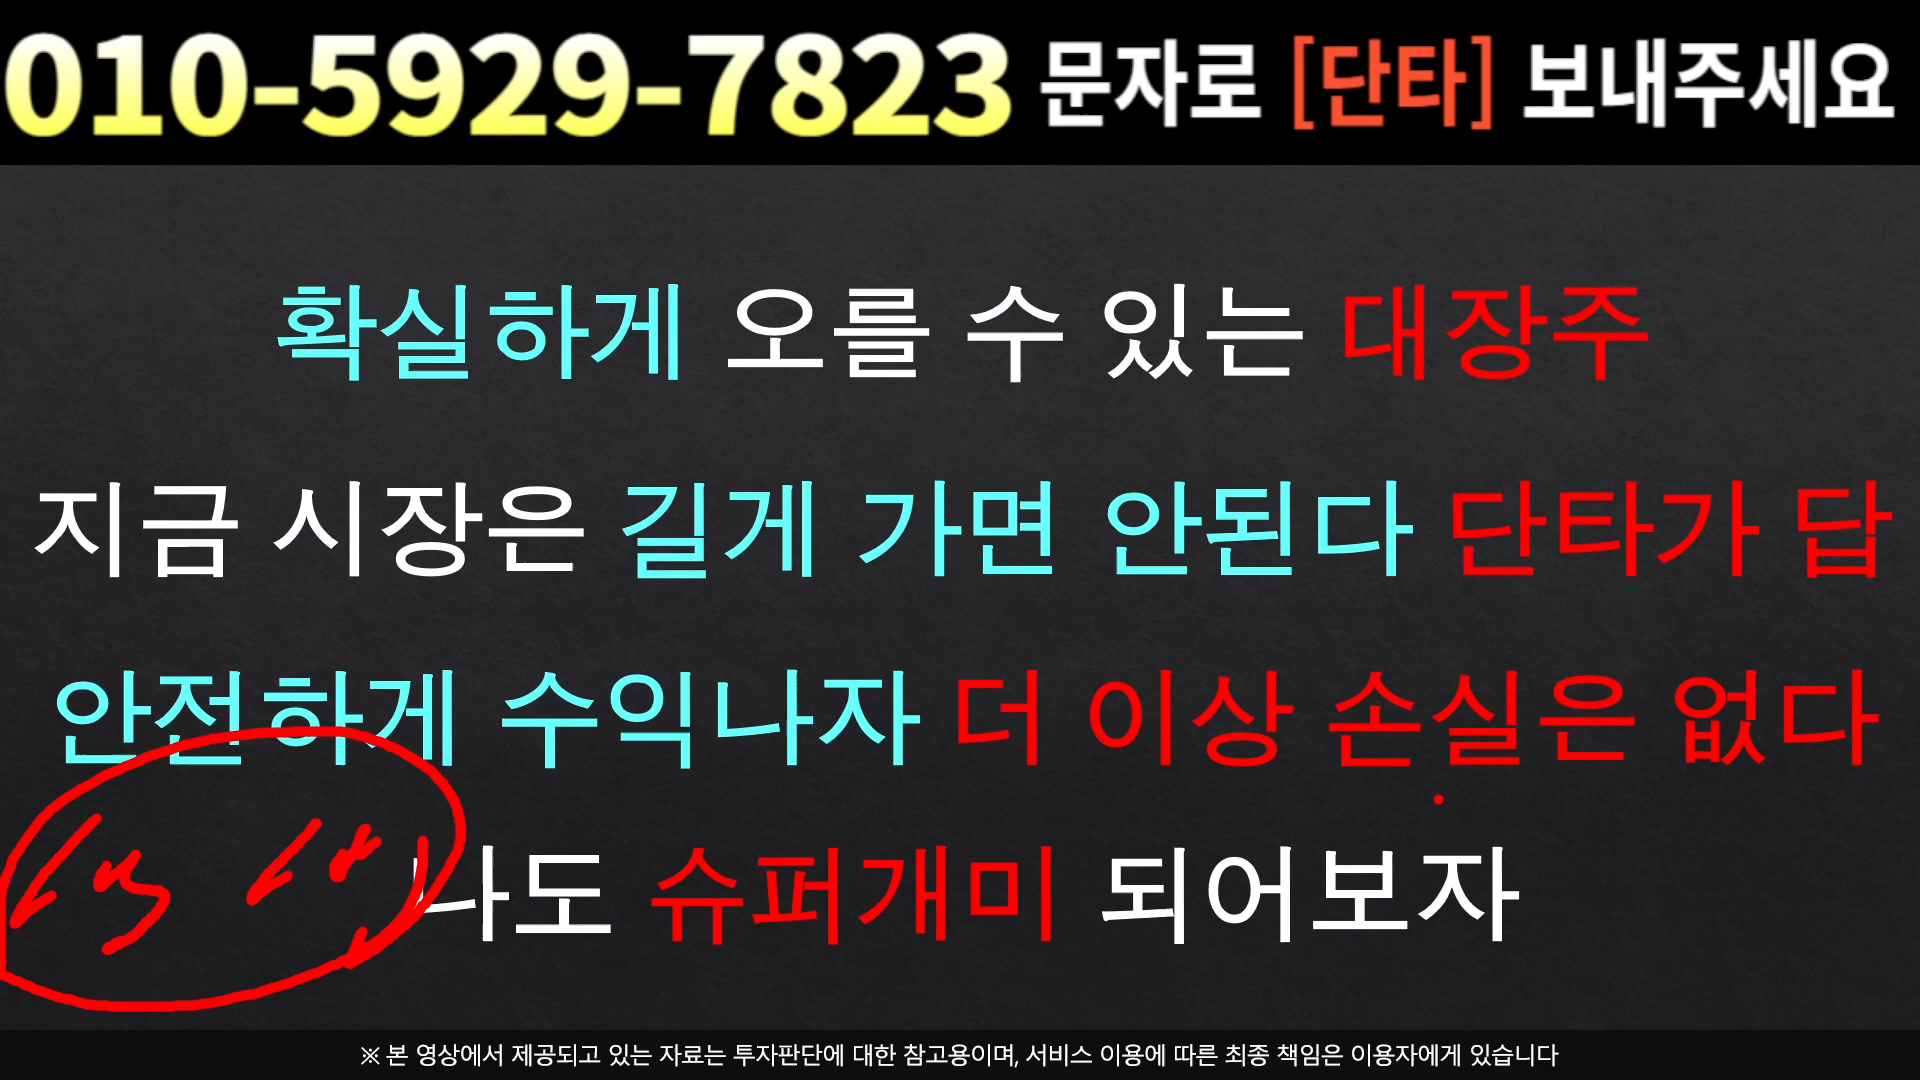 010-5929-7823 문자로 [단타] 보내주세요
확실하게 오를 수 있는 대장주
지금 시장은 길게 가면 안된다 단타가 답
안전하게 수익나자 더 이상 손실은 없다
나도 슈퍼개미 되어보자
※ 본 영상에서 제공되고 있는 자료는 투자판단에 대한 참고용이며, 서비스 이용에 따른 최종 책임은 이용자에게 있습니다